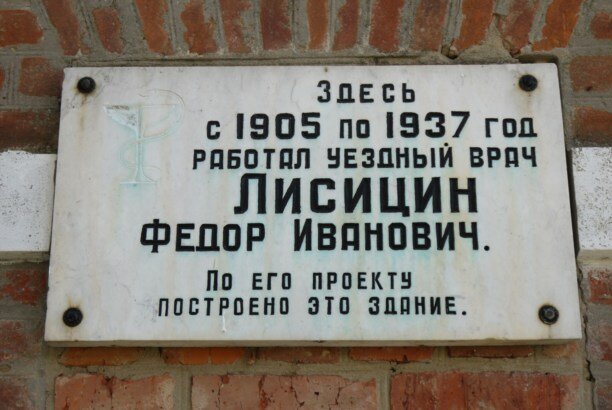 Здесь
с 1905 по 1937 год
работал уездный врач
Лисицин
Федор Иванович.
По его проекту
построено это здание.